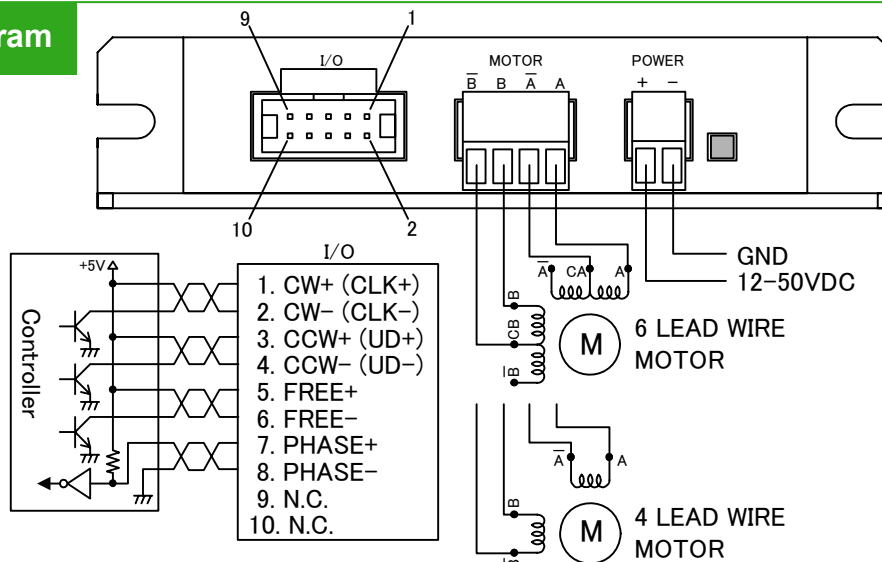 ram
9
1
I/O
MOTOR
POWER
B̅ B A̅ A
+ −
10
2
GND
12-50VDC
I/O
+5V
Controller
1. CW+ (CLK+)
2. CW- (CLK-)
3. CCW+ (UD+)
4. CCW- (UD-)
5. FREE+
6. FREE-
7. PHASE+
8. PHASE-
9. N.C.
10. N.C.
A̅ CA A
B
CB
B̅
M
6 LEAD WIRE
MOTOR
A̅ A
B
B̅
M
4 LEAD WIRE
MOTOR